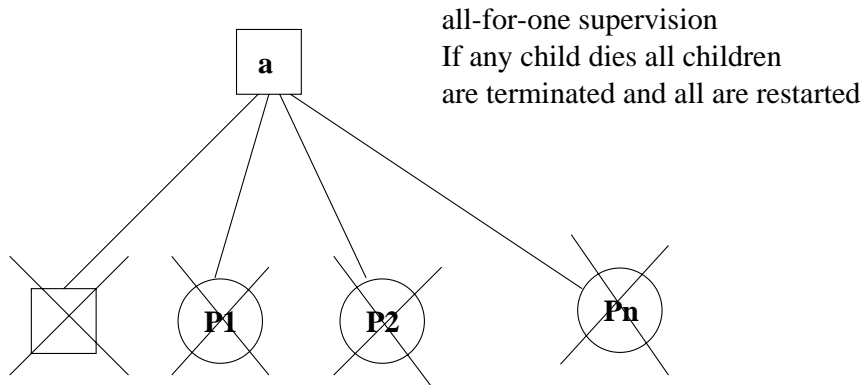 all-for-one supervision
If any child dies all children
are terminated and all are restarted
a
P1
P2
Pn